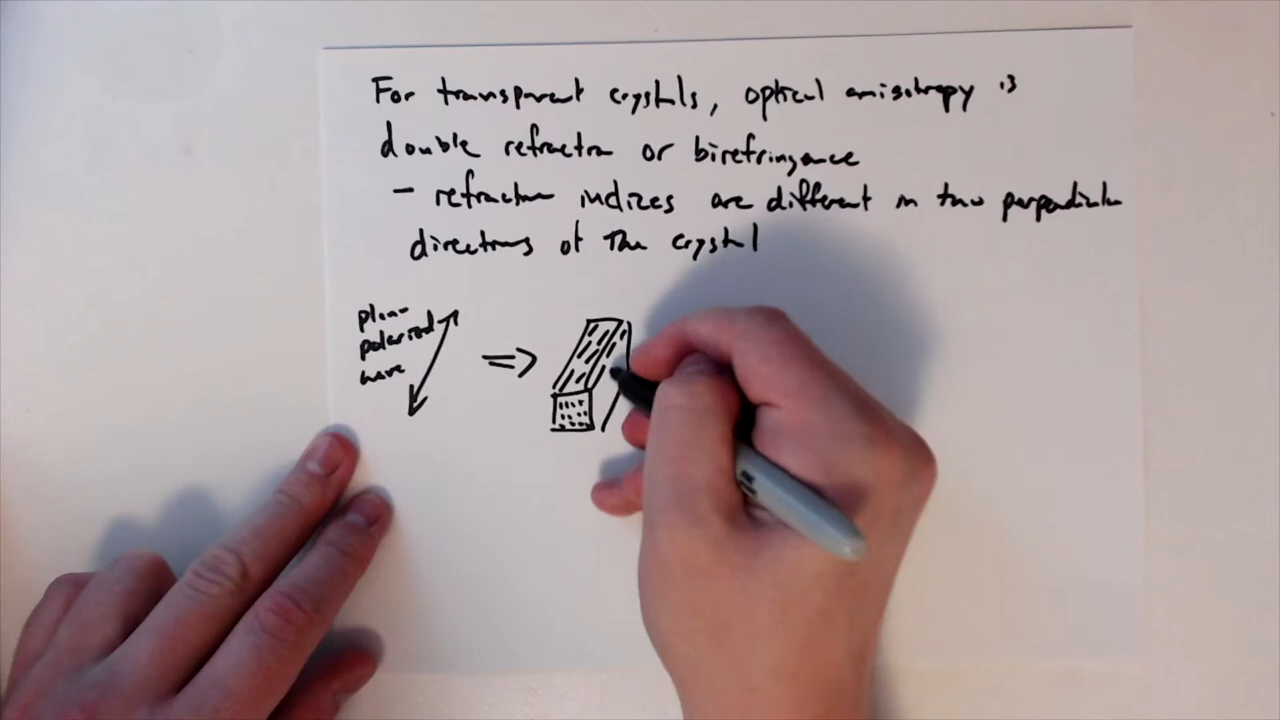 For transparent crystals, optical anisotropy is
double refraction or birefringence
- refractive indizes are different in two perpendicular
directions of the crystal
plane-
polarized
wave